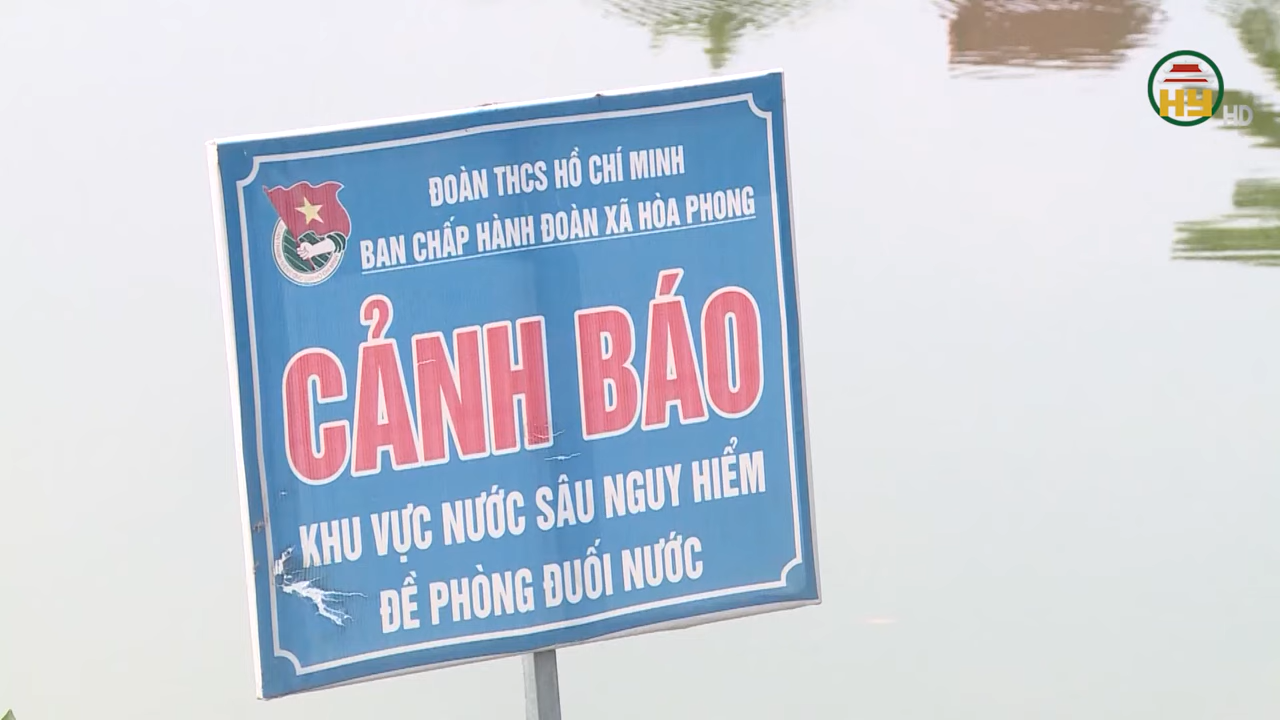 HY HD
ĐOÀN THCS HỒ CHÍ MINH
BAN CHẤP HÀNH ĐOÀN XÃ HÒA PHONG
CẢNH BÁO
KHU VỰC NƯỚC SÂU NGUY HIỂM
ĐỀ PHÒNG ĐUỐI NƯỚC